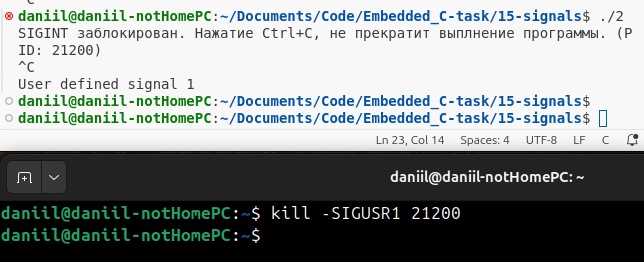 ^C
daniil@daniil-notHomePC:~/Documents/Code/Embedded_C-task/15-signals$ ./2
SIGINT заблокирован. Нажатие Ctrl+C, не прекратит выплнение программы. (P
ID: 21200)
^C
User defined signal 1
daniil@daniil-notHomePC:~/Documents/Code/Embedded_C-task/15-signals$
daniil@daniil-notHomePC:~/Documents/Code/Embedded_C-task/15-signals$
Ln 23, Col 14 Spaces: 4 UTF-8 LF C
daniil@daniil-notHomePC: ~
daniil@daniil-notHomePC:~$ kill -SIGUSR1 21200
daniil@daniil-notHomePC:~$